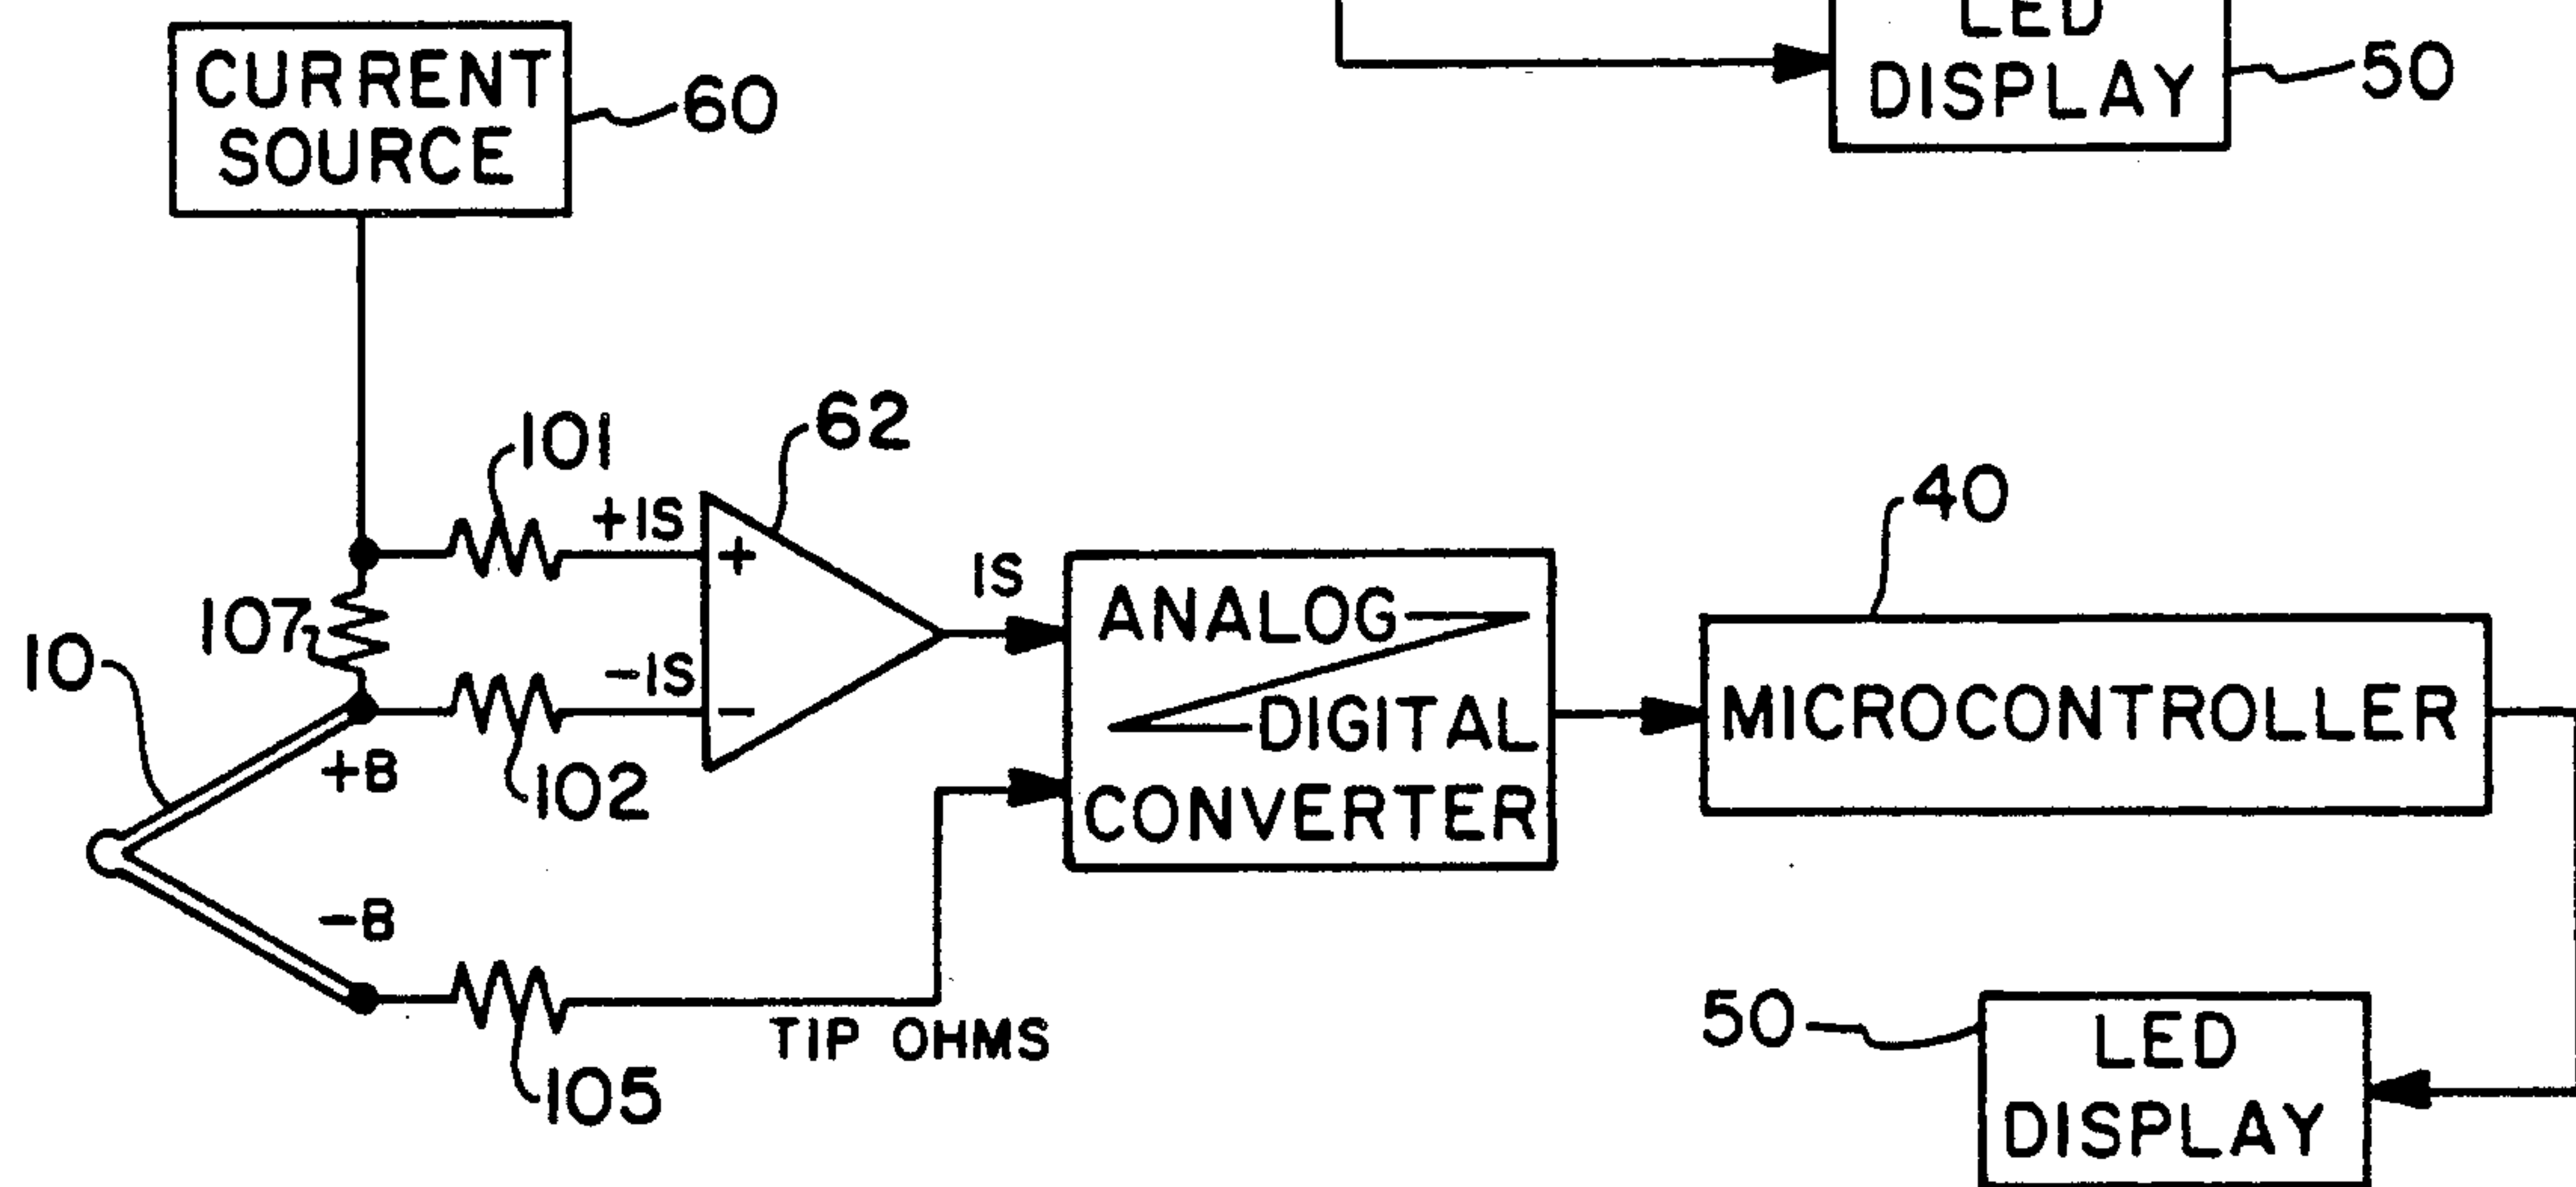 LED
DISPLAY
50
CURRENT
SOURCE
60
101
62
+IS
+
107
IS
10
-IS
-
+B
102
ANALOG
DIGITAL
CONVERTER
40
MICROCONTROLLER
-B
105
TIP OHMS
50
LED
DISPLAY